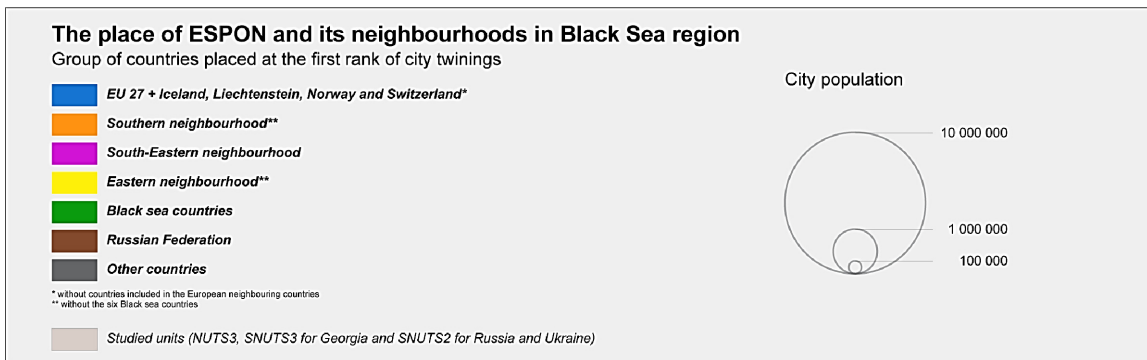 The place of ESPON and its neighbourhoods in Black Sea region
Group of countries placed at the first rank of city twinings
City population
EU 27 + Iceland, Liechtenstein, Norway and Switzerland*
Southern neighbourhood**
South-Eastern neighbourhood
Eastern neighbourhood**
Black sea countries
Russian Federation
Other countries
10 000 000
1 000 000
100 000
* without countries included in the European neighbouring countries
** without the six Black sea countries
Studied units (NUTS3, SNUTS3 for Georgia and SNUTS2 for Russia and Ukraine)